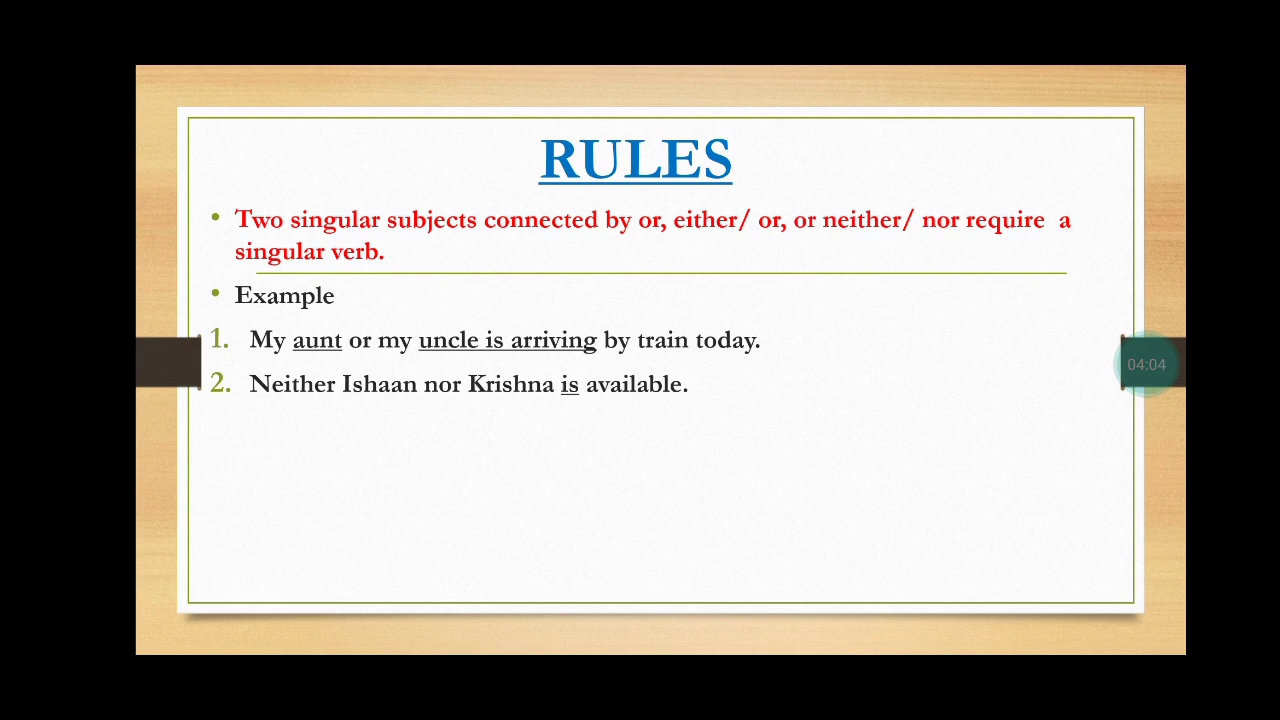 RULES
• Two singular subjects connected by or, either/ or, or neither/ nor require a
singular verb.
• Example
1. My aunt or my uncle is arriving by train today.
2. Neither Ishaan nor Krishna is available.
04:04